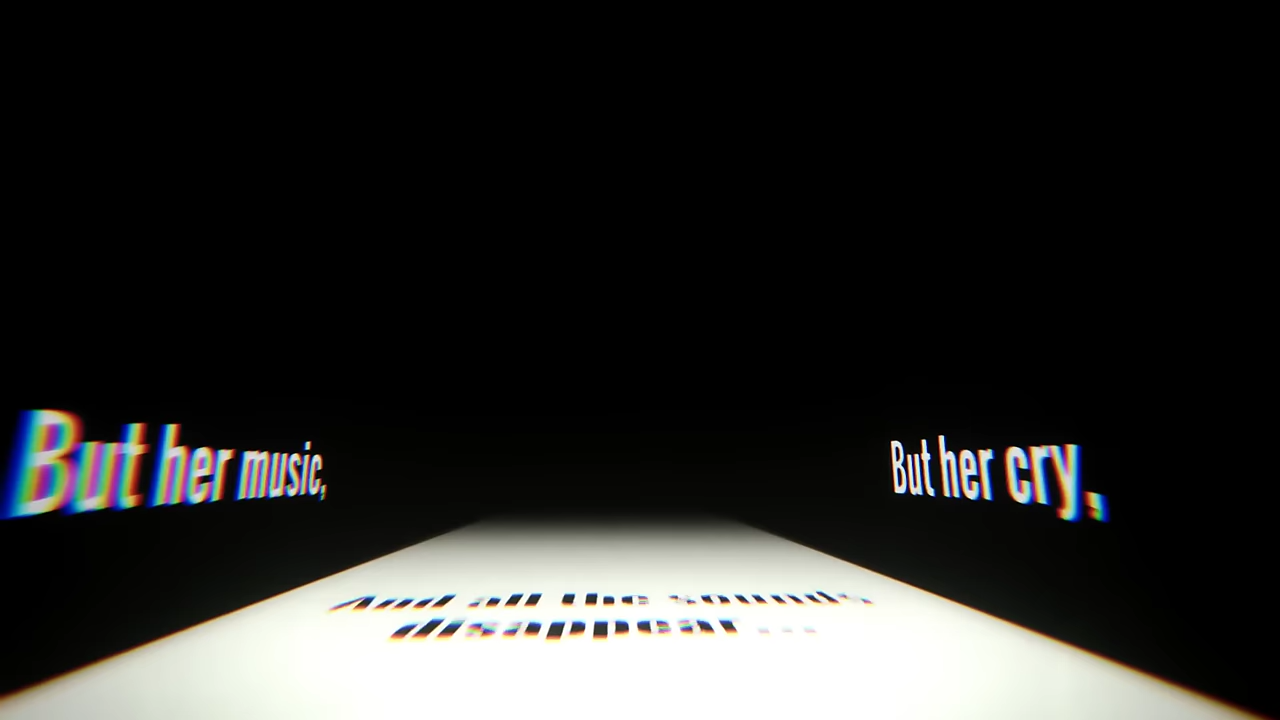 But her music,
But her cry,
And all the sounds
disappear...